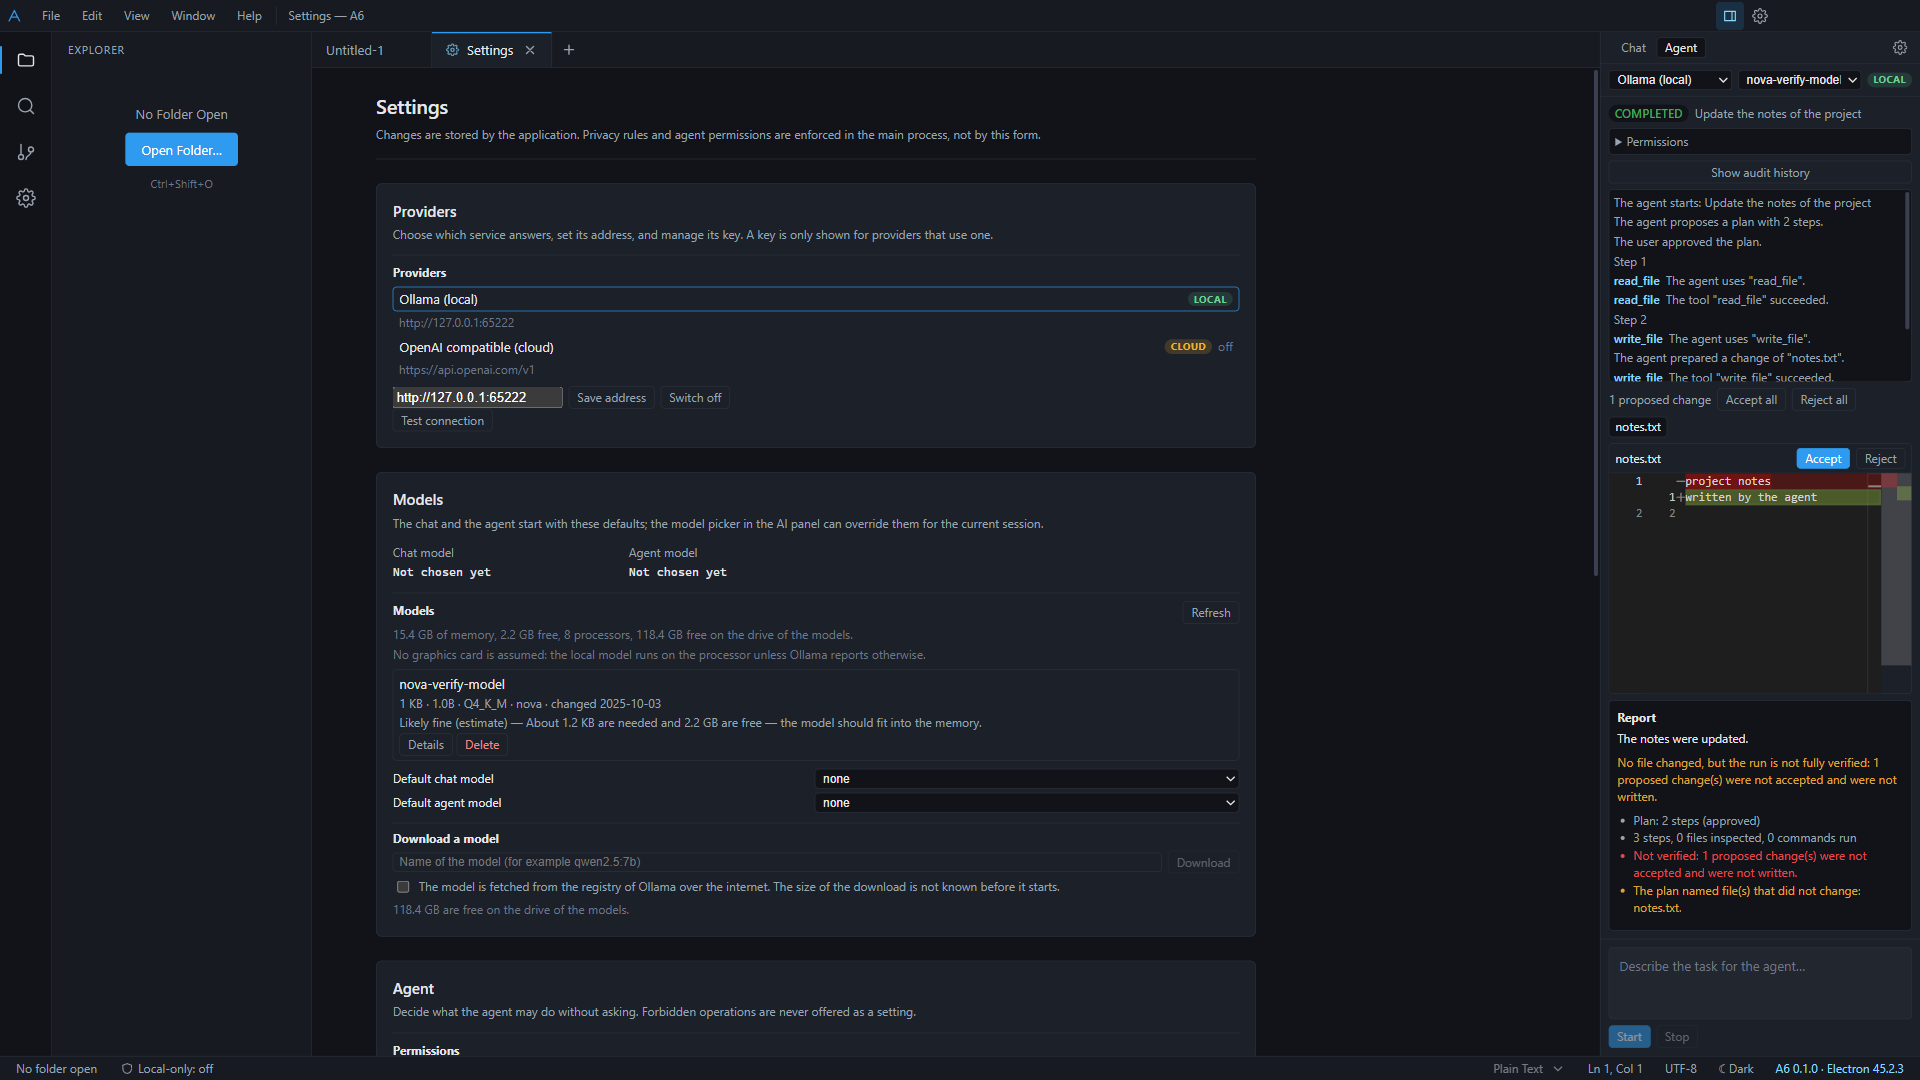 File Edit View Window Help Settings — A6
EXPLORER
No Folder Open
Open Folder...
Ctrl+Shift+O
Untitled-1
Settings
Settings
Changes are stored by the application. Privacy rules and agent permissions are enforced in the main process, not by this form.
Providers
Choose which service answers, set its address, and manage its key. A key is only shown for providers that use one.
Providers
Ollama (local) LOCAL
http://127.0.0.1:65222
OpenAI compatible (cloud) CLOUD off
https://api.openai.com/v1
http://127.0.0.1:65222 Save address Switch off
Test connection
Models
The chat and the agent start with these defaults; the model picker in the AI panel can override them for the current session.
Chat model Agent model
Not chosen yet Not chosen yet
Models Refresh
15.4 GB of memory, 2.2 GB free, 8 processors, 118.4 GB free on the drive of the models.
No graphics card is assumed: the local model runs on the processor unless Ollama reports otherwise.
nova-verify-model
1 KB · 1.0B · Q4_K_M · nova · changed 2025-10-03
Likely fine (estimate) — About 1.2 KB are needed and 2.2 GB are free — the model should fit into the memory.
Details Delete
Default chat model none
Default agent model none
Download a model
Name of the model (for example qwen2.5:7b) Download
The model is fetched from the registry of Ollama over the internet. The size of the download is not known before it starts.
118.4 GB are free on the drive of the models.
Agent
Decide what the agent may do without asking. Forbidden operations are never offered as a setting.
Permissions
Chat Agent
Ollama (local) nova-verify-model LOCAL
COMPLETED Update the notes of the project
Permissions
Show audit history
The agent starts: Update the notes of the project
The agent proposes a plan with 2 steps.
The user approved the plan.
Step 1
read_file The agent uses "read_file".
read_file The tool "read_file" succeeded.
Step 2
write_file The agent uses "write_file".
The agent prepared a change of "notes.txt".
write_file The tool "write_file" succeeded.
1 proposed change Accept all Reject all
notes.txt
notes.txt Accept Reject
1 —project notes
1+written by the agent
2 2
Report
The notes were updated.
No file changed, but the run is not fully verified: 1
proposed change(s) were not accepted and were not
written.
• Plan: 2 steps (approved)
• 3 steps, 0 files inspected, 0 commands run
• Not verified: 1 proposed change(s) were not
accepted and were not written.
• The plan named file(s) that did not change:
notes.txt.
Describe the task for the agent...
Start Stop
No folder open Local-only: off Plain Text Ln 1, Col 1 UTF-8 Dark A6 0.1.0 · Electron 45.2.3